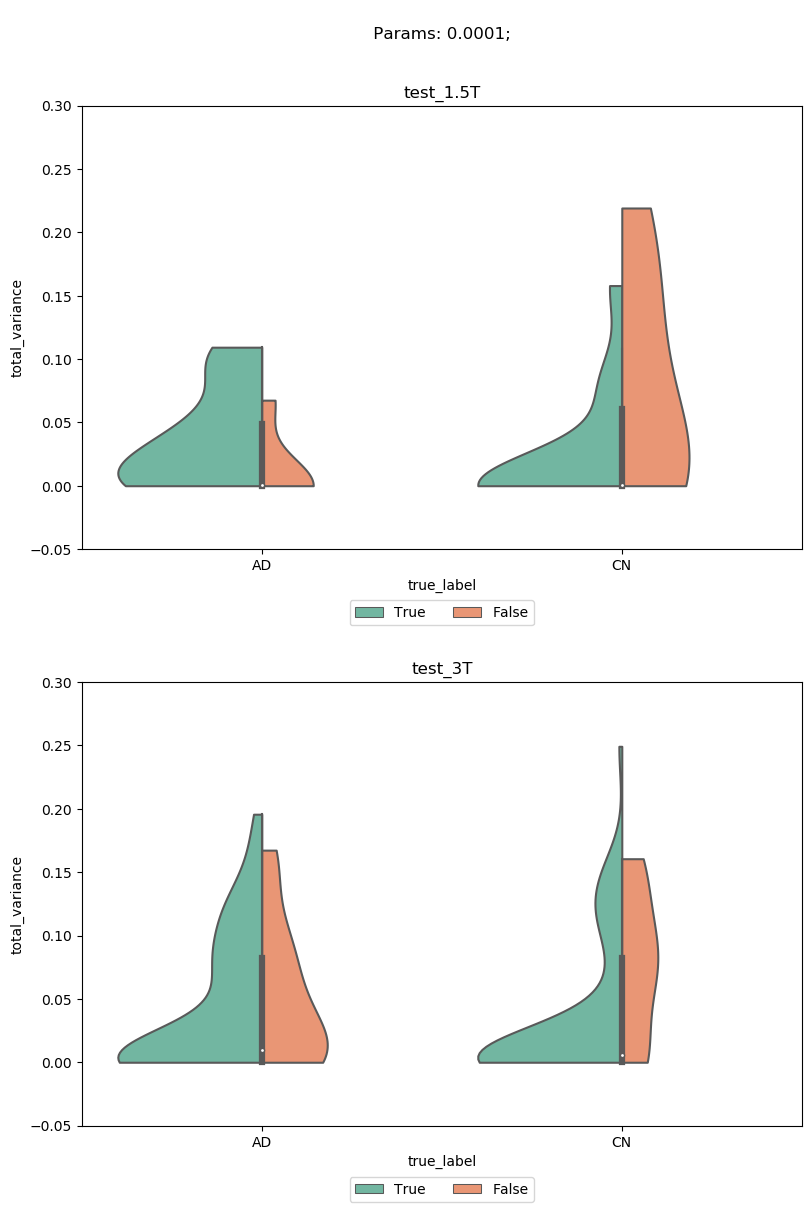 Params: 0.0001;
test_1.5T
0.30
0.25
0.20
0.15
0.10
0.05
0.00
−0.05
total_variance
AD CN
true_label
True False
test_3T
0.30
0.25
0.20
0.15
0.10
0.05
0.00
−0.05
total_variance
AD CN
true_label
True False